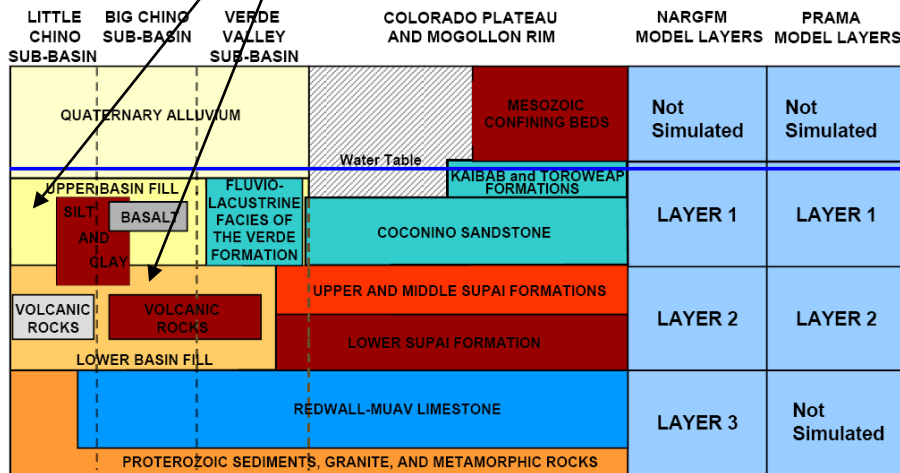 LITTLE
CHINO
SUB-BASIN
BIG CHINO
SUB-BASIN
VERDE
VALLEY
SUB-BASIN
COLORADO PLATEAU
AND MOGOLLON RIM
NARGFM
MODEL LAYERS
PRAMA
MODEL LAYERS
QUATERNARY ALLUVIUM
MESOZOIC
CONFINING BEDS
Not
Simulated
Not
Simulated
Water Table
KAIBAB and TOROWEAP
FORMATIONS
UPPER BASIN FILL
SILT
AND
CLAY
BASALT
FLUVIO-
LACUSTRINE
FACIES OF
THE VERDE
FORMATION
COCONINO SANDSTONE
LAYER 1
LAYER 1
UPPER AND MIDDLE SUPAI FORMATIONS
VOLCANIC
ROCKS
VOLCANIC
ROCKS
LOWER SUPAI FORMATION
LAYER 2
LAYER 2
LOWER BASIN FILL
REDWALL-MUAV LIMESTONE
LAYER 3
Not
Simulated
PROTEROZOIC SEDIMENTS, GRANITE, AND METAMORPHIC ROCKS